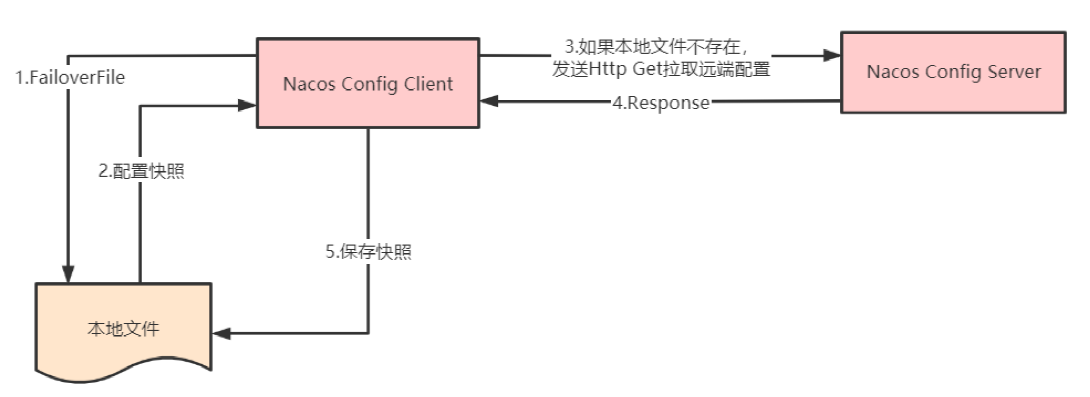 1.FailoverFile
Nacos Config Client
3.如果本地文件不存在，
发送Http Get拉取远端配置
Nacos Config Server
4.Response
2.配置快照
5.保存快照
本地文件